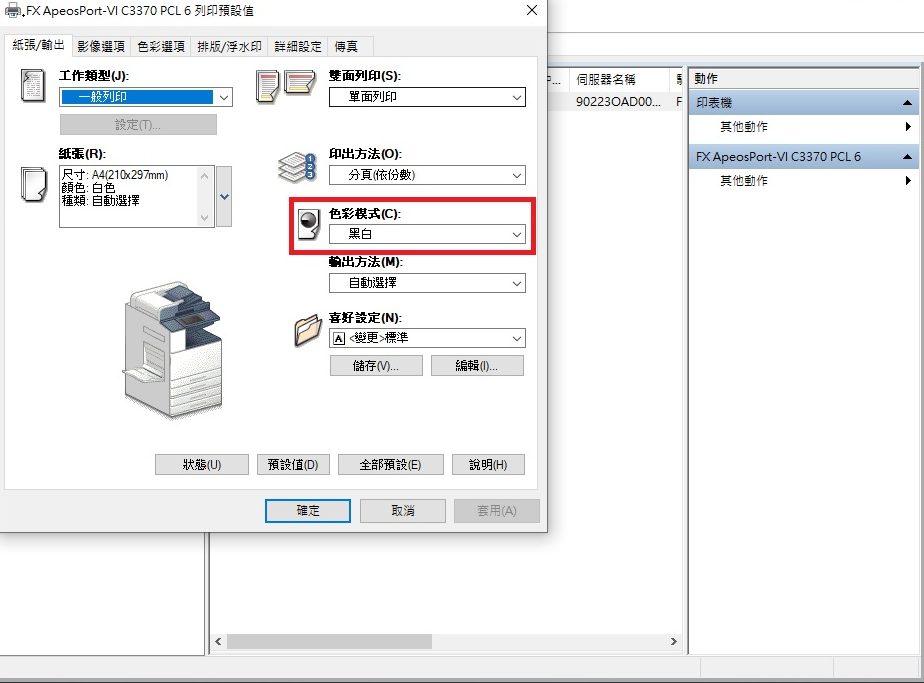 FX ApeosPort-VI C3370 PCL 6 列印預設值
紙張/輸出
影像選項
色彩選項
排版/浮水印
詳細設定
傳真
工作類型(J):
一般列印
設定(T)...
紙張(R):
尺寸: A4(210x297mm)
顏色: 白色
種類: 自動選擇
雙面列印(S):
單面列印
印出方法(O):
1
2
3
分頁(依份數)
色彩模式(C):
黑白
輸出方法(M):
自動選擇
喜好設定(N):
A <變更>標準
儲存(V)...
編輯(I)...
狀態(U)
預設值(D)
全部預設(E)
說明(H)
確定
取消
套用(A)
中...
伺服器名稱
90223OAD00...
F
動作
印表機
其他動作
FX ApeosPort-VI C3370 PCL 6
其他動作